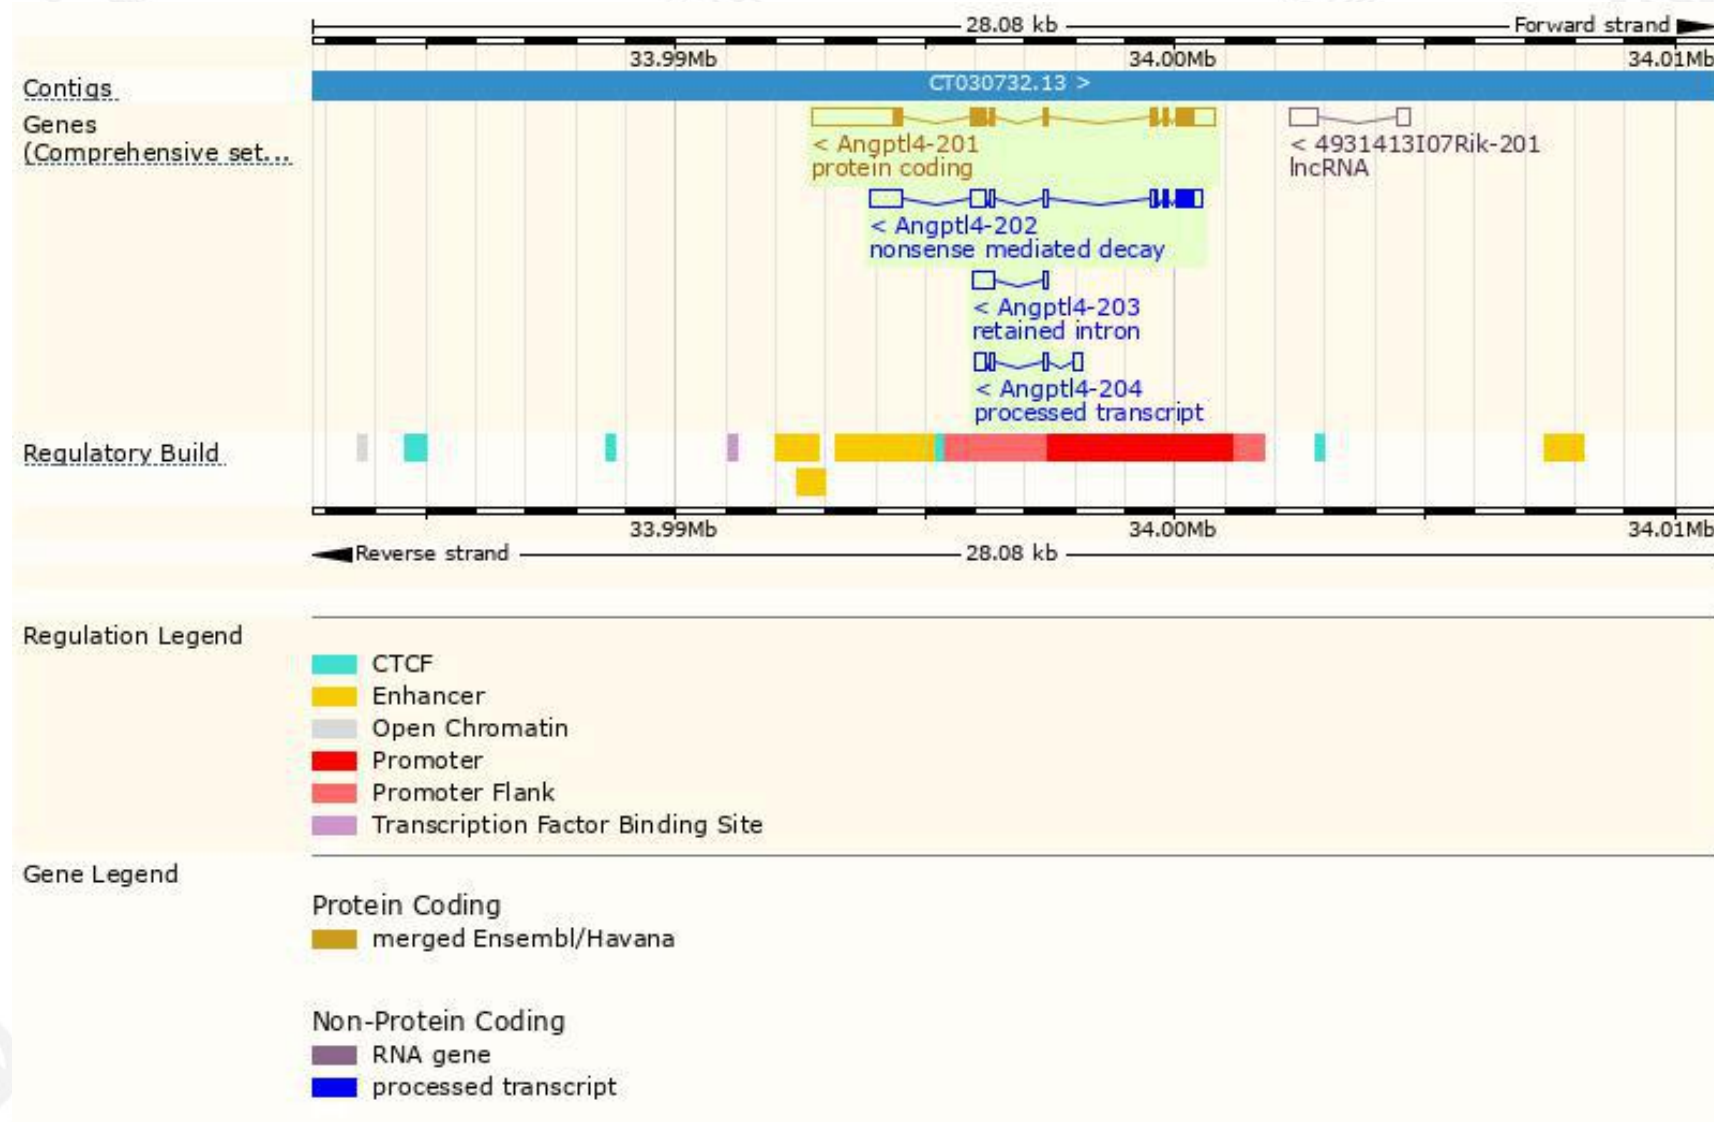 28.08 kb Forward strand
33.99Mb 34.00Mb 34.01Mb
Contigs CT030732.13 >
Genes
(Comprehensive set...
< Angptl4-201
protein coding
< 4931413I07Rik-201
lncRNA
< Angptl4-202
nonsense mediated decay
< Angptl4-203
retained intron
< Angptl4-204
processed transcript
Regulatory Build
33.99Mb 34.00Mb 34.01Mb
Reverse strand 28.08 kb
Regulation Legend
CTCF
Enhancer
Open Chromatin
Promoter
Promoter Flank
Transcription Factor Binding Site
Gene Legend
Protein Coding
merged Ensembl/Havana
Non-Protein Coding
RNA gene
processed transcript